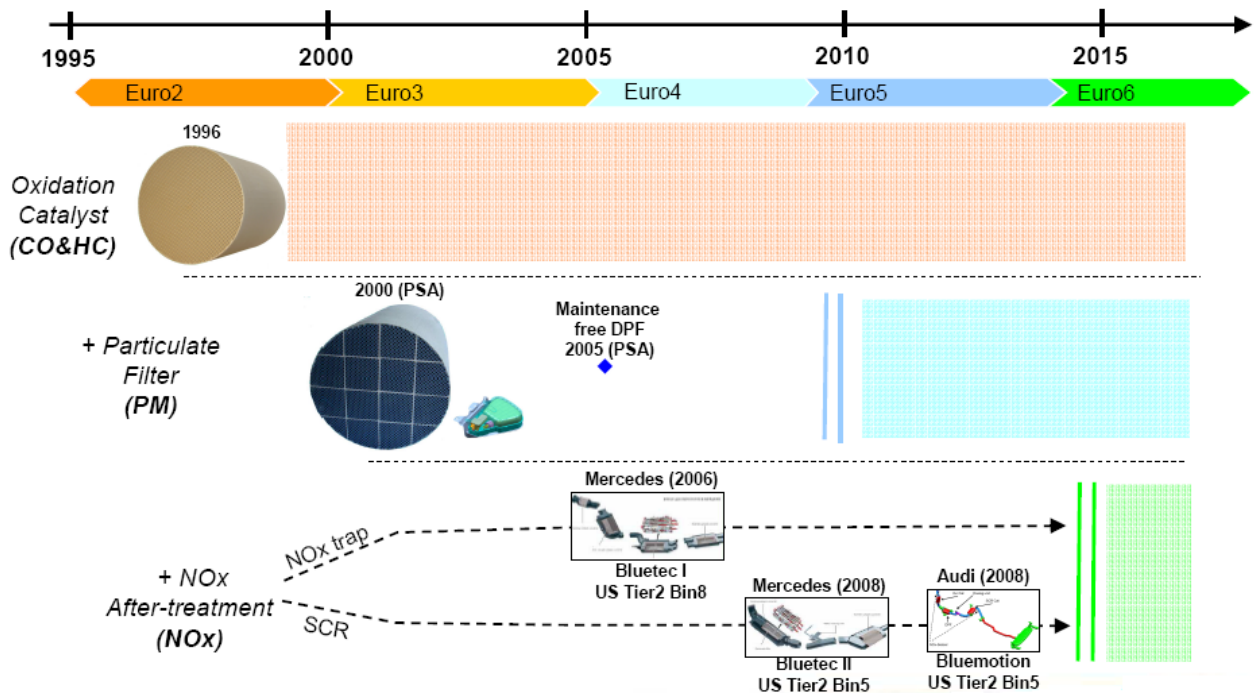 1995 2000 2005 2010 2015
Euro2 Euro3 Euro4 Euro5 Euro6
1996
Oxidation
Catalyst
(CO&HC)
2000 (PSA)
Maintenance
free DPF
2005 (PSA)
+ Particulate
Filter
(PM)
Mercedes (2006)
NOx trap
Bluetec I
US Tier2 Bin8
+ NOx
After-treatment
(NOx)
SCR
Mercedes (2008)
Bluetec II
US Tier2 Bin5
Audi (2008)
Bluemotion
US Tier2 Bin5